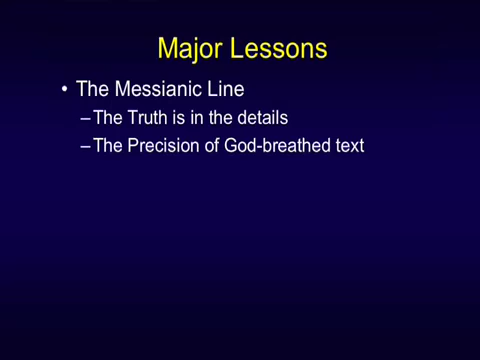 Major Lessons
• The Messianic Line
–The Truth is in the details
–The Precision of God-breathed text